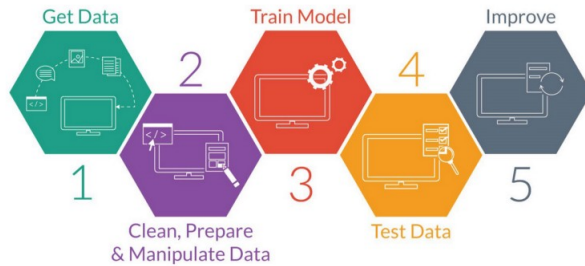 Get Data
1
2
Clean, Prepare
& Manipulate Data
Train Model
3
4
Test Data
Improve
5
</>
</>